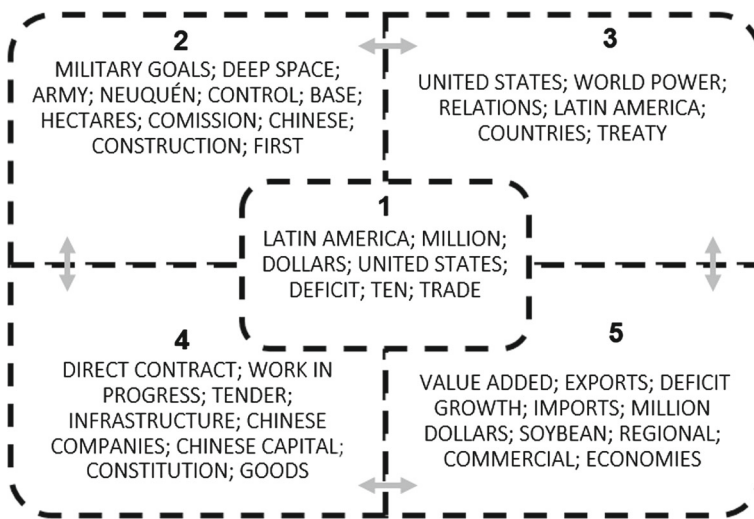 2
MILITARY GOALS; DEEP SPACE;
ARMY; NEUQUÉN; CONTROL; BASE;
HECTARES; COMISSION; CHINESE;
CONSTRUCTION; FIRST
3
UNITED STATES; WORLD POWER;
RELATIONS; LATIN AMERICA;
COUNTRIES; TREATY
1
LATIN AMERICA; MILLION;
DOLLARS; UNITED STATES;
DEFICIT; TEN; TRADE
4
DIRECT CONTRACT; WORK IN
PROGRESS; TENDER;
INFRASTRUCTURE; CHINESE
COMPANIES; CHINESE CAPITAL;
CONSTITUTION; GOODS
5
VALUE ADDED; EXPORTS; DEFICIT
GROWTH; IMPORTS; MILLION
DOLLARS; SOYBEAN; REGIONAL;
COMMERCIAL; ECONOMIES